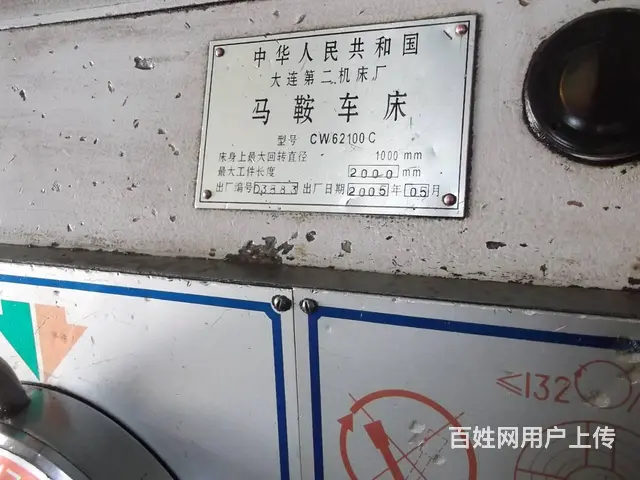 中华人民共和国
大连第二机床厂
马鞍车床
型号 CW62100C
床身上最大回转直径 1000 mm
最大工件长度 2000 mm
出厂编号 03883 出厂日期 2005 年 05 月
≤132
百姓网用户上传